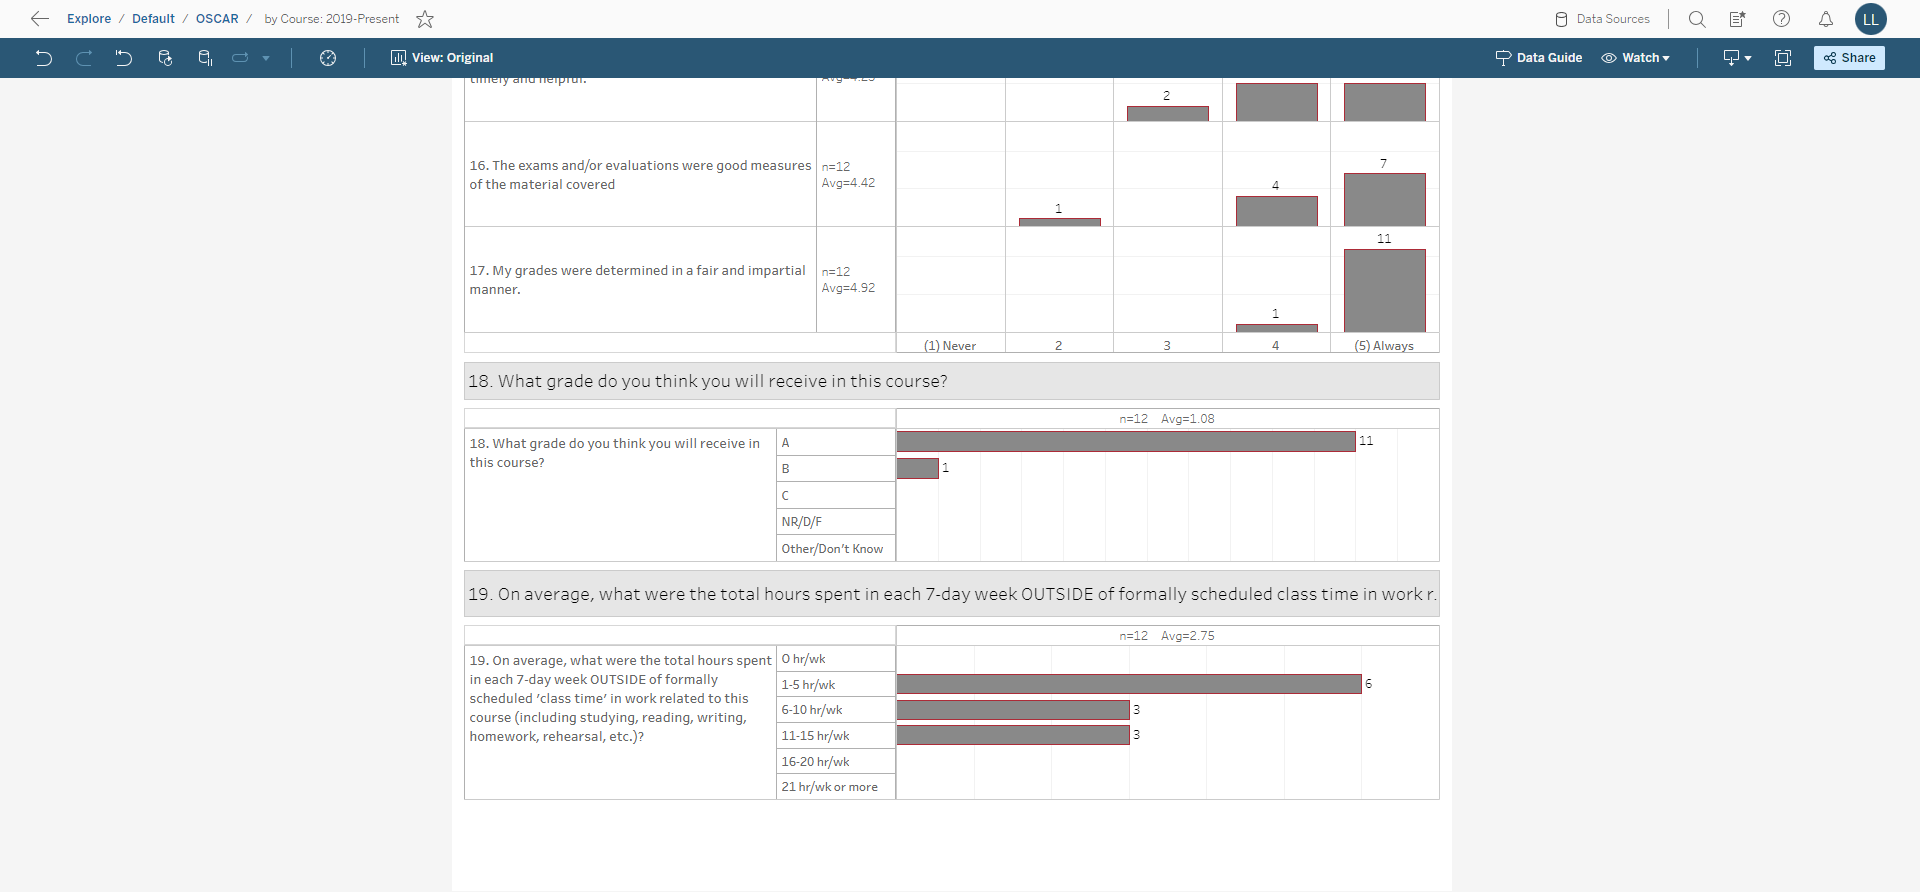 Explore / Default / OSCAR / by Course: 2019-Present
Data Sources
LL
View: Original
Data Guide
Watch
Share
timely and helpful.
Avg=4.25
2
16. The exams and/or evaluations were good measures
of the material covered
n=12
Avg=4.42
1
4
7
17. My grades were determined in a fair and impartial
manner.
n=12
Avg=4.92
1
11
(1) Never
2
3
4
(5) Always
18. What grade do you think you will receive in this course?
n=12 Avg=1.08
18. What grade do you think you will receive in
this course?
A
11
B
1
C
NR/D/F
Other/Don't Know
19. On average, what were the total hours spent in each 7-day week OUTSIDE of formally scheduled class time in work r.
n=12 Avg=2.75
19. On average, what were the total hours spent
in each 7-day week OUTSIDE of formally
scheduled 'class time' in work related to this
course (including studying, reading, writing,
homework, rehearsal, etc.)?
0 hr/wk
1-5 hr/wk
6
6-10 hr/wk
3
11-15 hr/wk
3
16-20 hr/wk
21 hr/wk or more